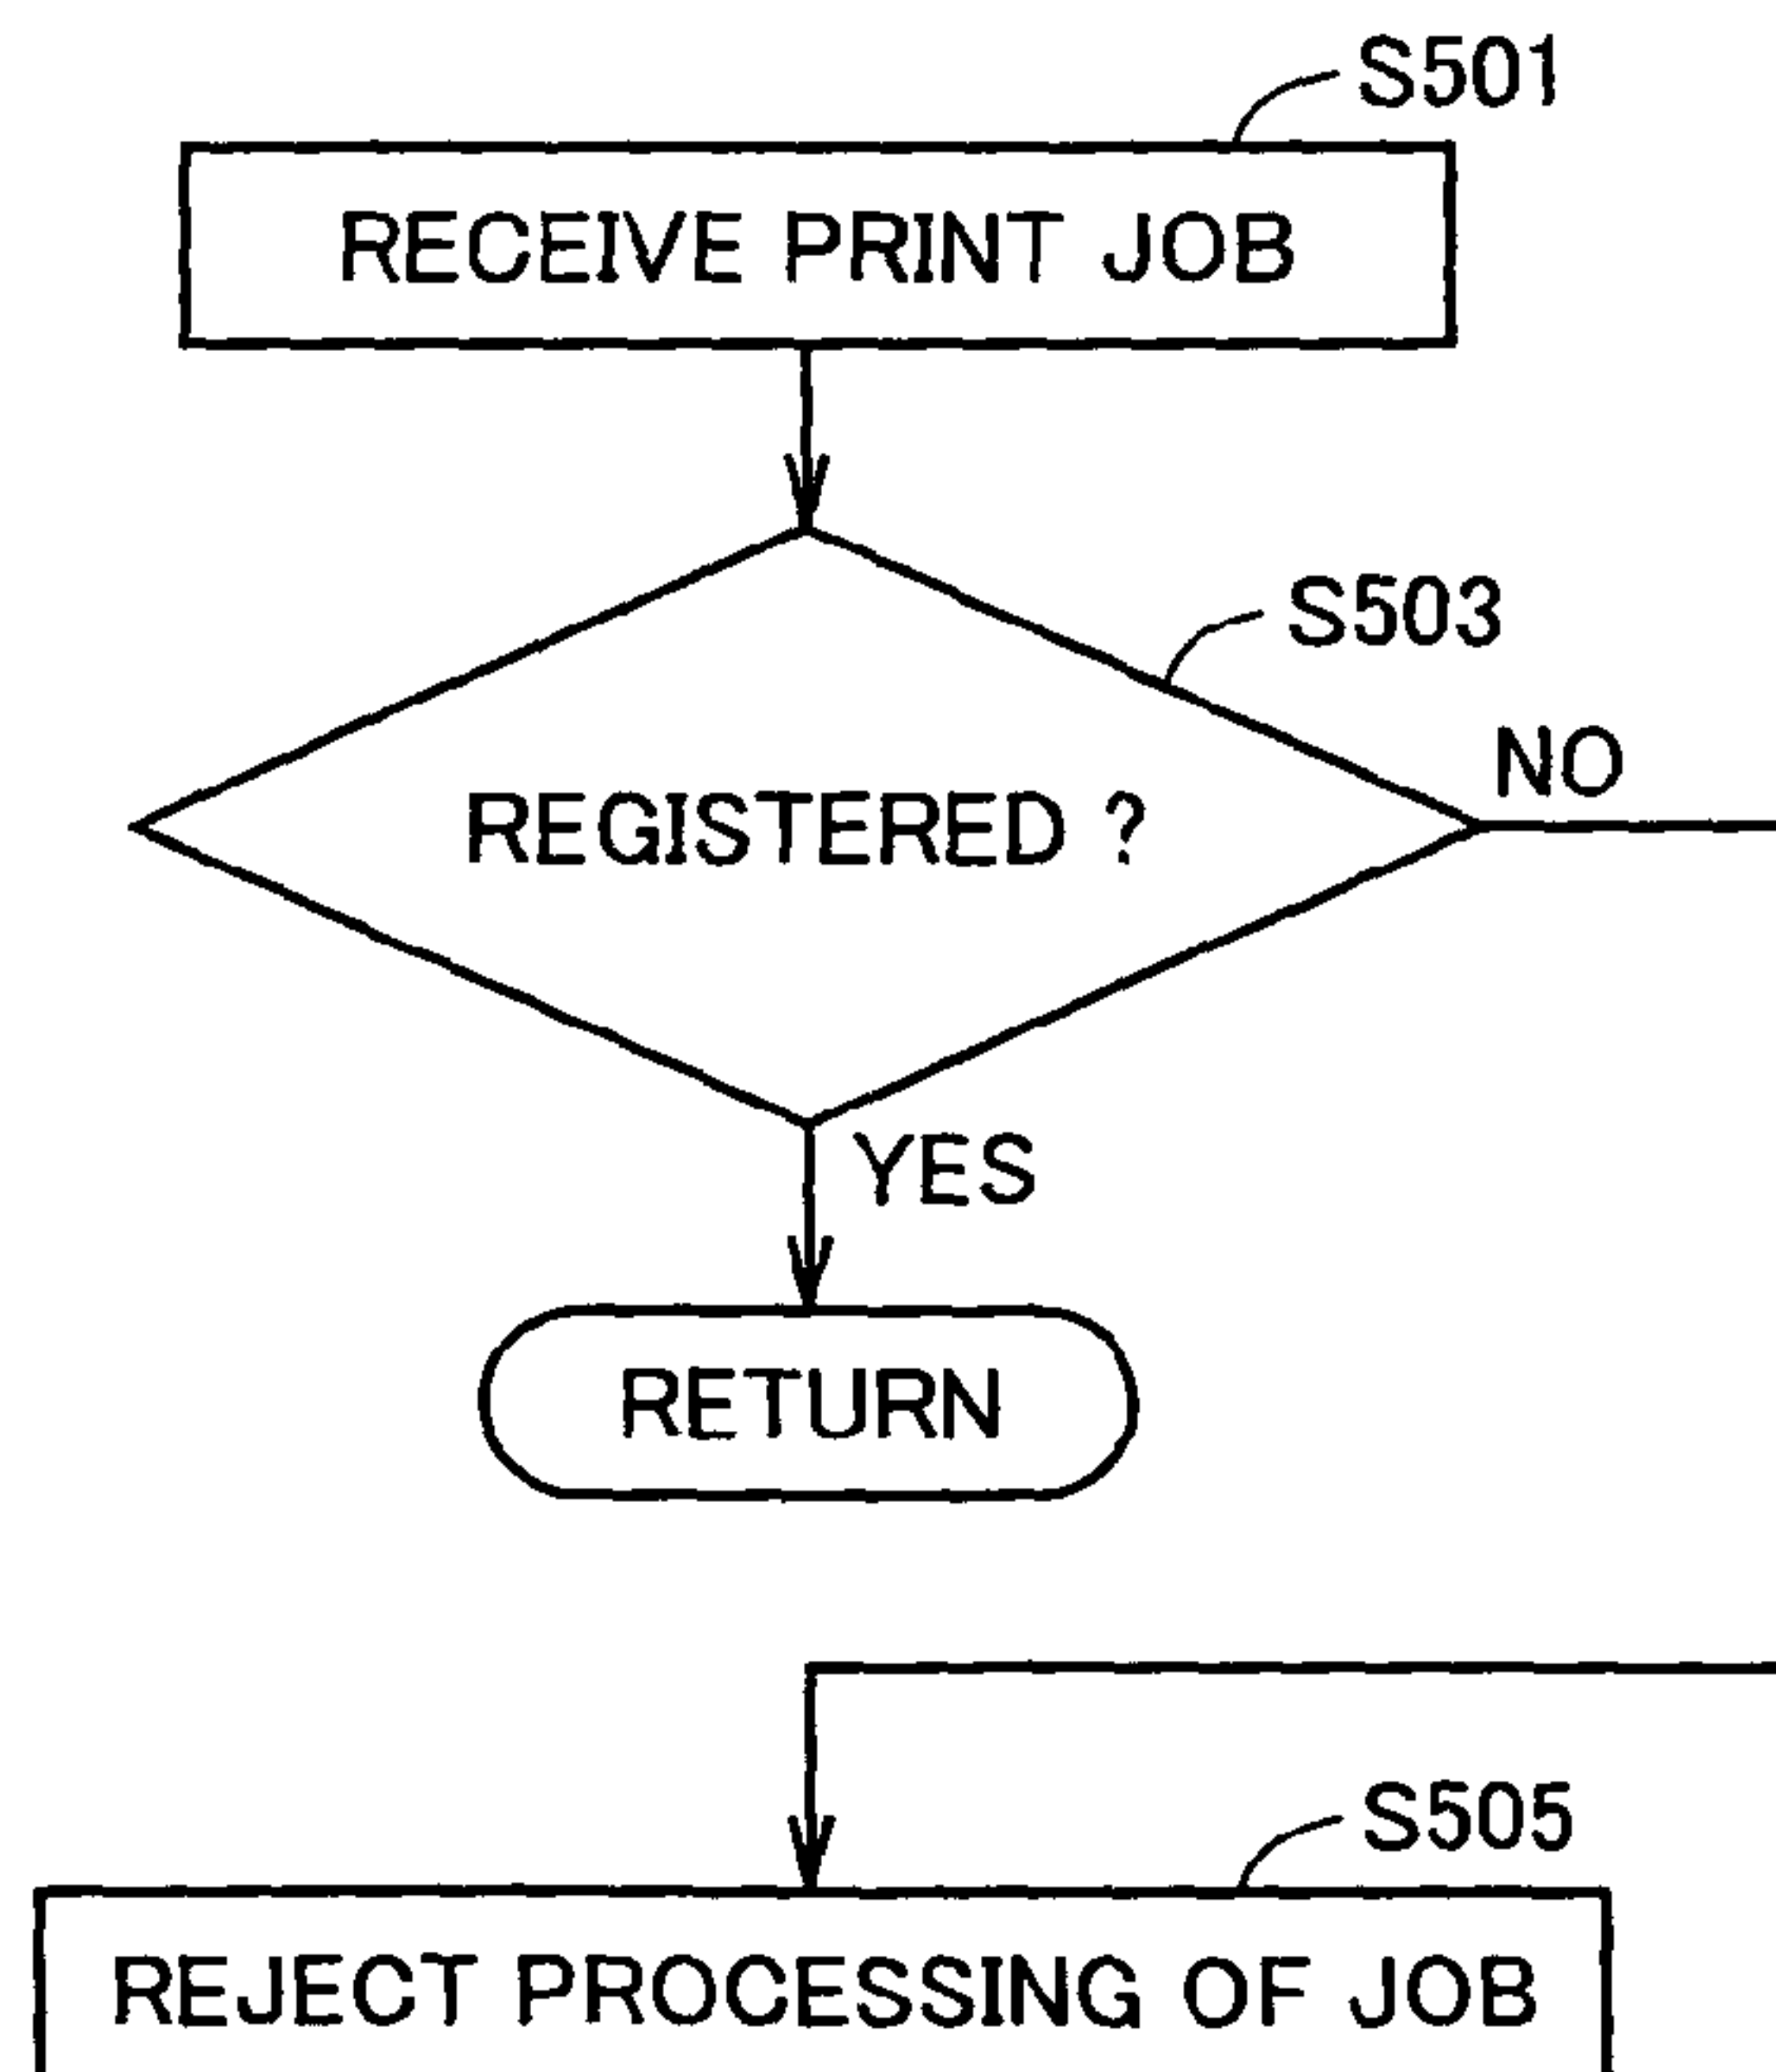 S501
RECEIVE PRINT JOB
S503
NO
REGISTERED ?
YES
RETURN
S505
REJECT PROCESSING OF JOB